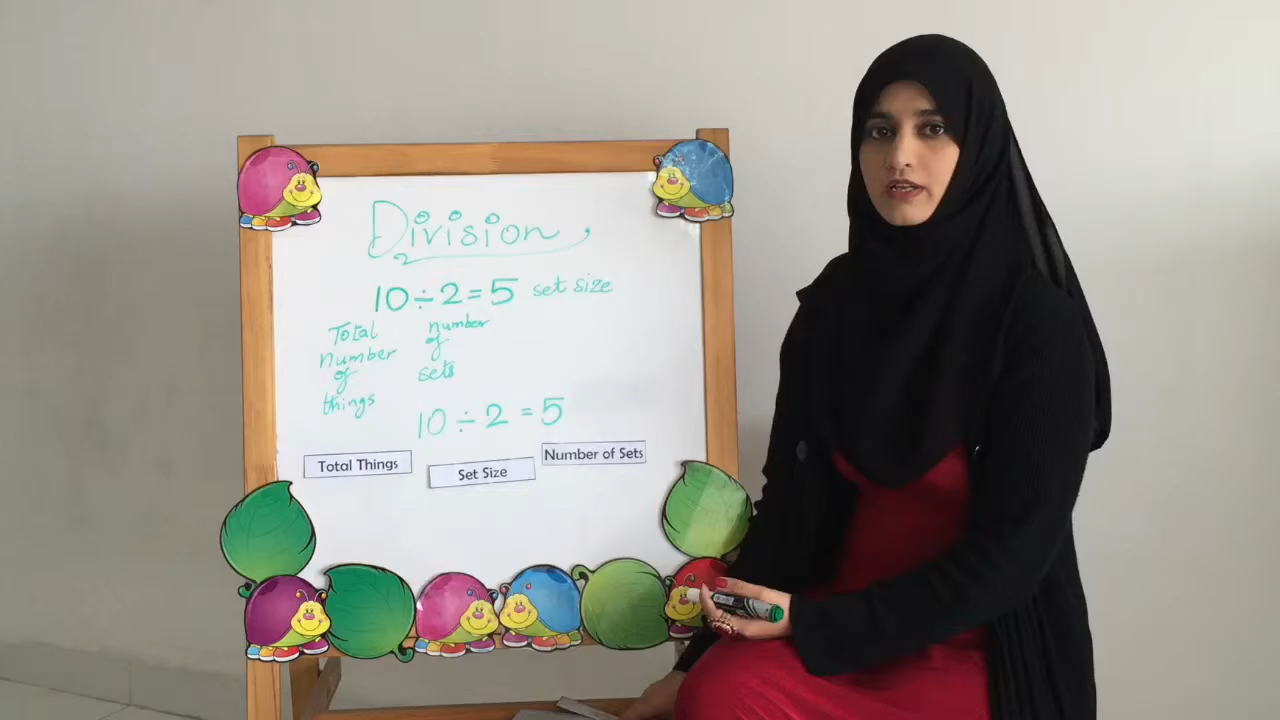 Division
10÷2=5 set size
Total number of things
number of sets
10÷2=5
Total Things
Set Size
Number of Sets